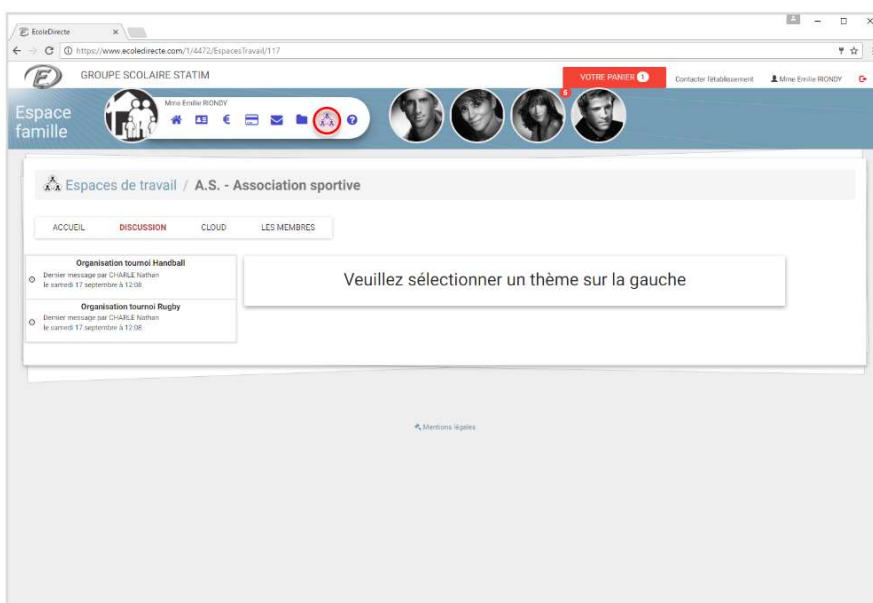 EcoleDirecte
https://www.ecoledirecte.com/1/4472/EspacesTravail/117
GROUPE SCOLAIRE STATIM
VOTRE PANIER 1
Contacter l'établissement
Mme Emilie RIONDY
Espace
famille
Mme Emilie RIONDY
€
?
6
Espaces de travail / A.S. - Association sportive
ACCUEIL DISCUSSION CLOUD LES MEMBRES
Organisation tournoi Handball
Dernier message par CHARLE Nathan
le samedi 17 septembre à 12:08
Organisation tournoi Rugby
Dernier message par CHARLE Nathan
le samedi 17 septembre à 12:08
Veuillez sélectionner un thème sur la gauche
Mentions légales